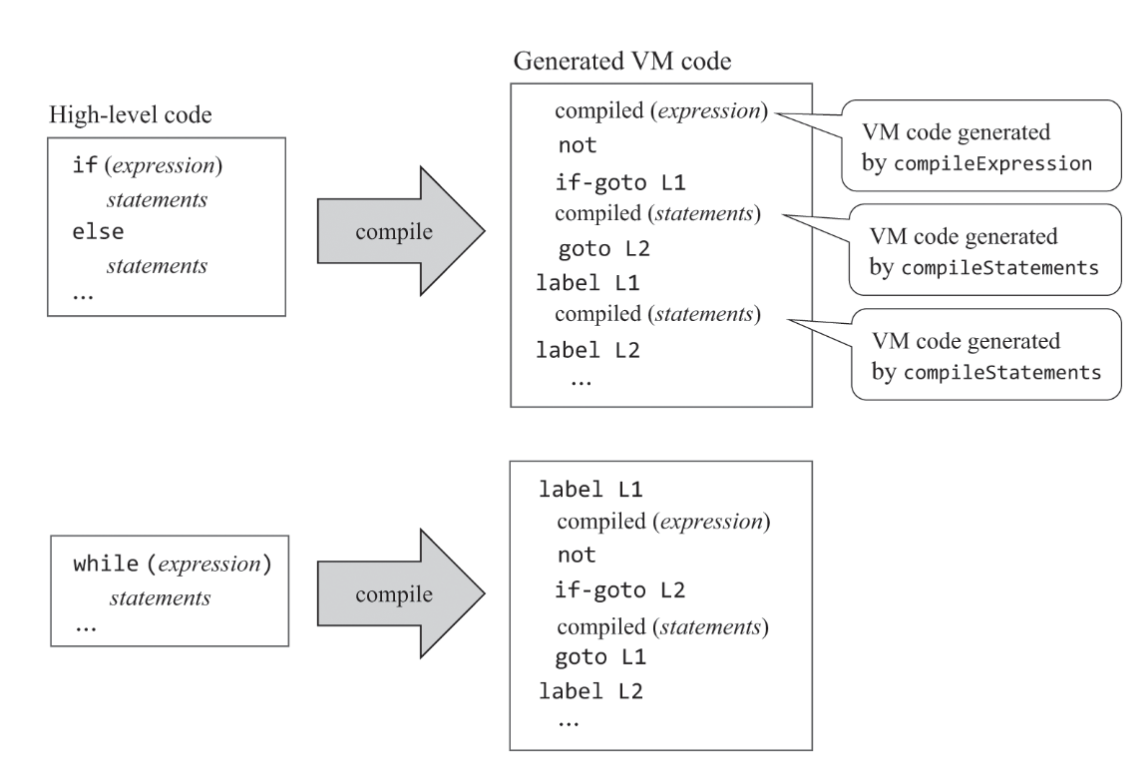 High-level code
if (expression)
statements
else
statements
...
compile
Generated VM code
compiled (expression)
not
if-goto L1
compiled (statements)
goto L2
label L1
compiled (statements)
label L2
...
VM code generated
by compileExpression
VM code generated
by compileStatements
VM code generated
by compileStatements
while (expression)
statements
...
compile
label L1
compiled (expression)
not
if-goto L2
compiled (statements)
goto L1
label L2
...